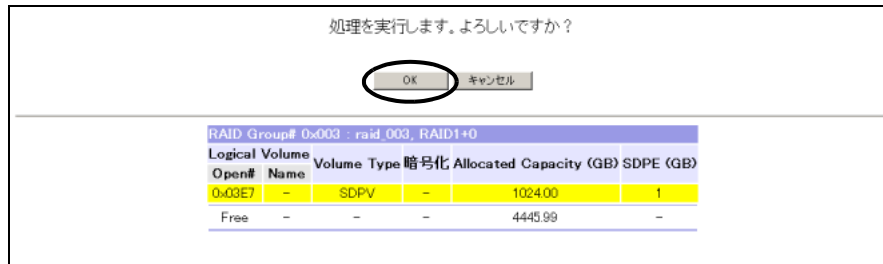 処理を実行します。よろしいですか？
OK キャンセル
RAID Group# 0x003 : raid_003, RAID1+0
Logical Volume Volume Type 暗号化 Allocated Capacity (GB) SDPE (GB)
Open# Name
0x03E7 - SDPV - 1024.00 1
Free - - - 4445.99 -